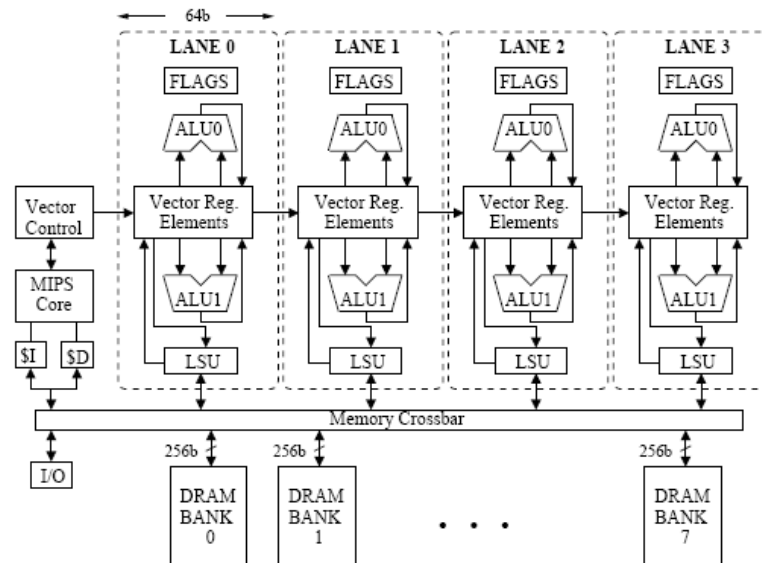 64b
LANE 0
LANE 1
LANE 2
LANE 3
FLAGS
FLAGS
FLAGS
FLAGS
ALU0
ALU0
ALU0
ALU0
Vector
Control
Vector Reg.
Elements
Vector Reg.
Elements
Vector Reg.
Elements
Vector Reg.
Elements
MIPS
Core
ALU1
ALU1
ALU1
ALU1
$I
$D
LSU
LSU
LSU
LSU
Memory Crossbar
256b
256b
256b
I/O
DRAM
BANK
0
DRAM
BANK
1
. . .
DRAM
BANK
7